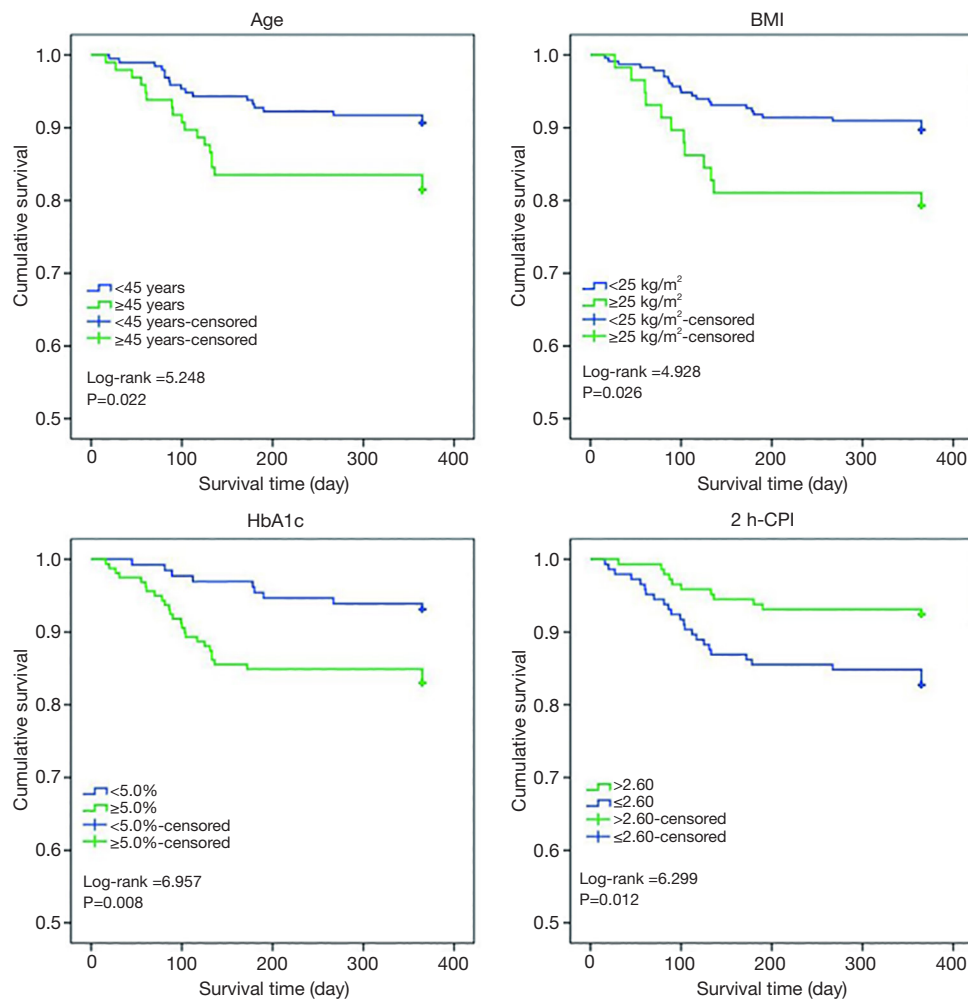 Age
Cumulative survival
1.0
0.9
0.8
0.7
0.6
0.5
<45 years
≥45 years
<45 years-censored
≥45 years-censored
Log-rank =5.248
P=0.022
0 100 200 300 400
Survival time (day)
BMI
Cumulative survival
1.0
0.9
0.8
0.7
0.6
0.5
<25 kg/m²
≥25 kg/m²
<25 kg/m²-censored
≥25 kg/m²-censored
Log-rank =4.928
P=0.026
0 100 200 300 400
Survival time (day)
HbA1c
Cumulative survival
1.0
0.9
0.8
0.7
0.6
0.5
<5.0%
≥5.0%
<5.0%-censored
≥5.0%-censored
Log-rank =6.957
P=0.008
0 100 200 300 400
Survival time (day)
2 h-CPI
Cumulative survival
1.0
0.9
0.8
0.7
0.6
0.5
>2.60
≤2.60
>2.60-censored
≤2.60-censored
Log-rank =6.299
P=0.012
0 100 200 300 400
Survival time (day)